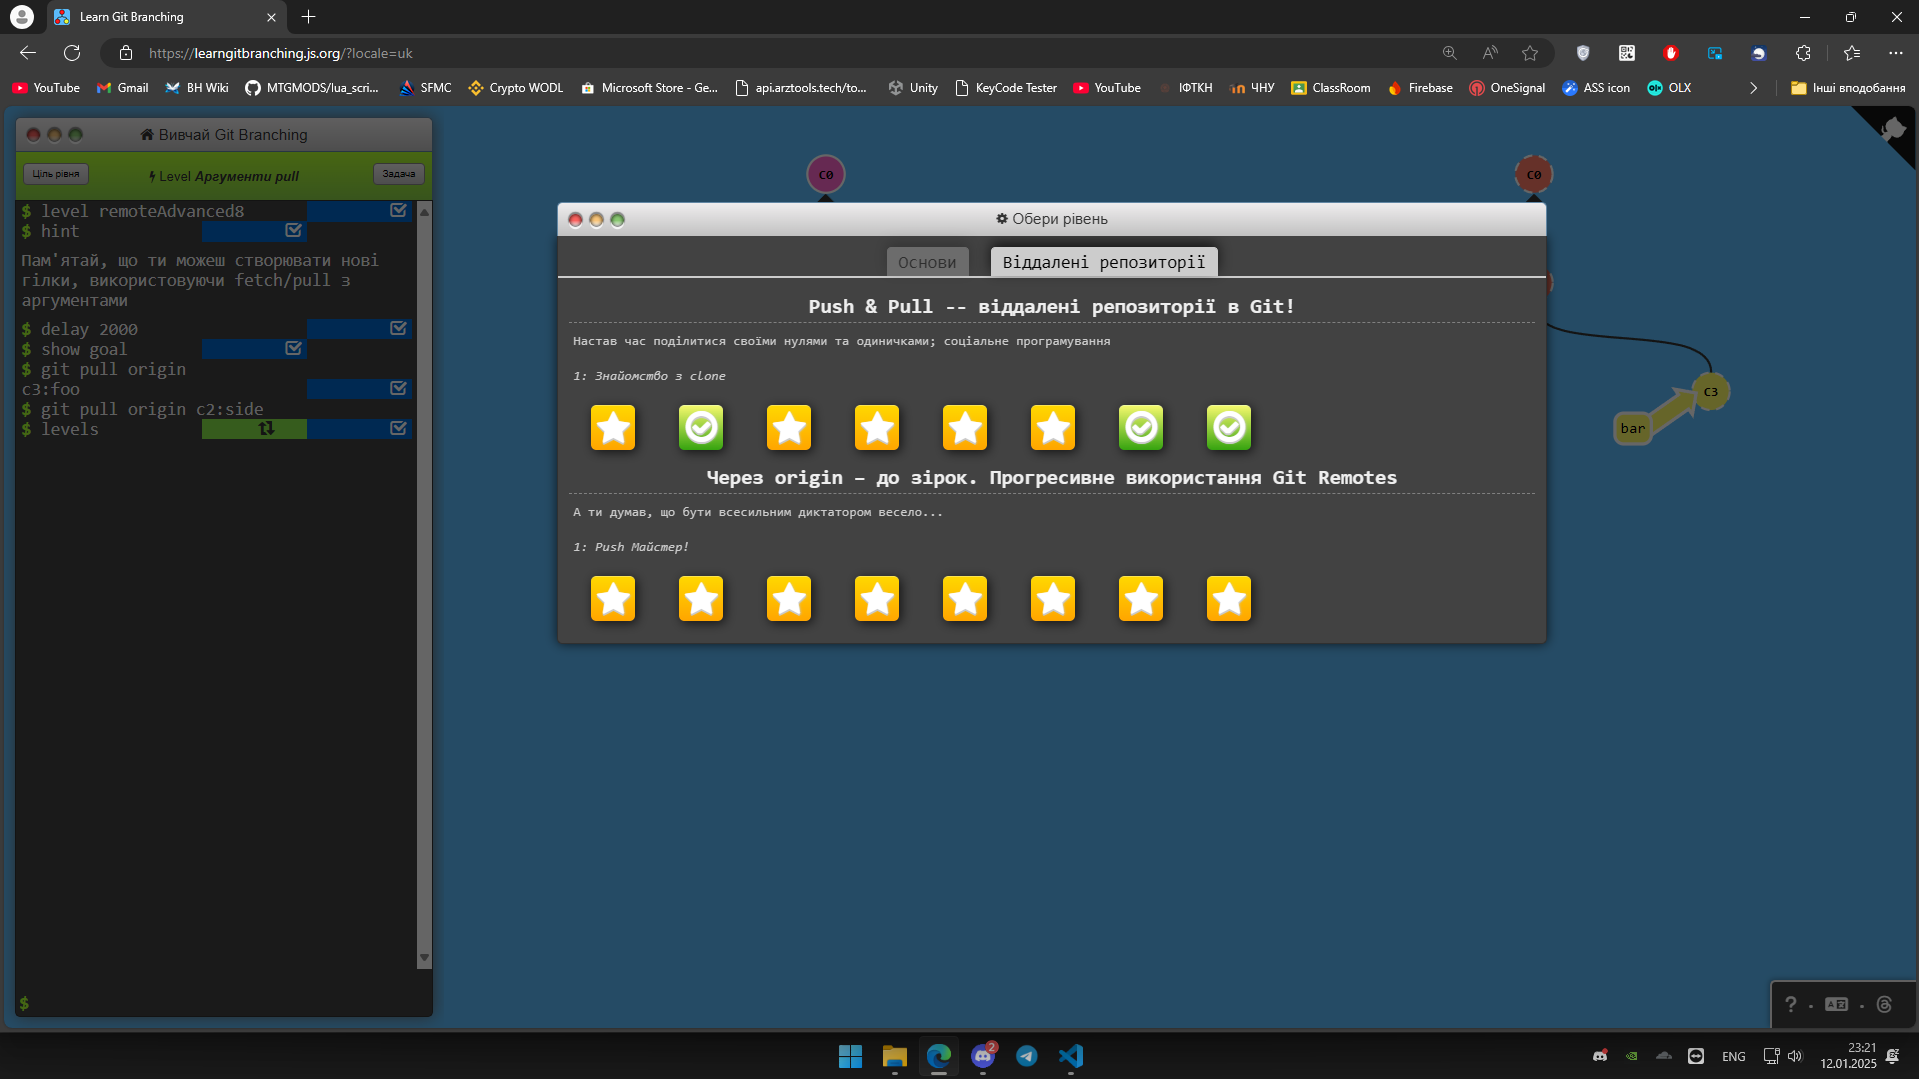 Learn Git Branching
https://learngitbranching.js.org/?locale=uk
YouTube
Gmail
BH Wiki
MTGMODS/lua_scri...
SFMC
Crypto WODL
Microsoft Store - Ge...
api.arztools.tech/to...
Unity
KeyCode Tester
YouTube
ІФТКН
ЧНУ
ClassRoom
Firebase
OneSignal
ASS icon
OLX
Інші вподобання
Вивчай Git Branching
Ціль рівня
Level Аргументи pull
Задача
$ level remoteAdvanced8
$ hint
Пам'ятай, що ти можеш створювати нові
гілки, використовуючи fetch/pull з
аргументами
$ delay 2000
$ show goal
$ git pull origin
c3:foo
$ git pull origin c2:side
$ levels
$
C0
C0
C3
bar
Обери рівень
Основи
Віддалені репозиторії
Push & Pull -- віддалені репозиторії в Git!
Настав час поділитися своїми нулями та одиничками; соціальне програмування
1: Знайомство з clone
Через origin – до зірок. Прогресивне використання Git Remotes
А ти думав, що бути всесильним диктатором весело...
1: Push Майстер!
?
2
ENG
23:21
12.01.2025